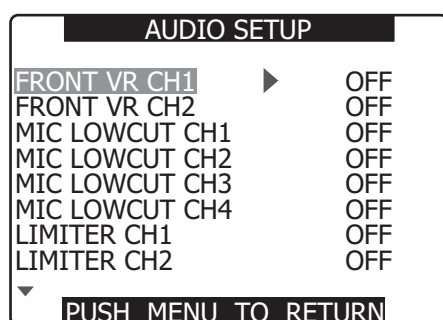 AUDIO SETUP
FRONT VR CH1 OFF
FRONT VR CH2 OFF
MIC LOWCUT CH1 OFF
MIC LOWCUT CH2 OFF
MIC LOWCUT CH3 OFF
MIC LOWCUT CH4 OFF
LIMITER CH1 OFF
LIMITER CH2 OFF
PUSH MENU TO RETURN